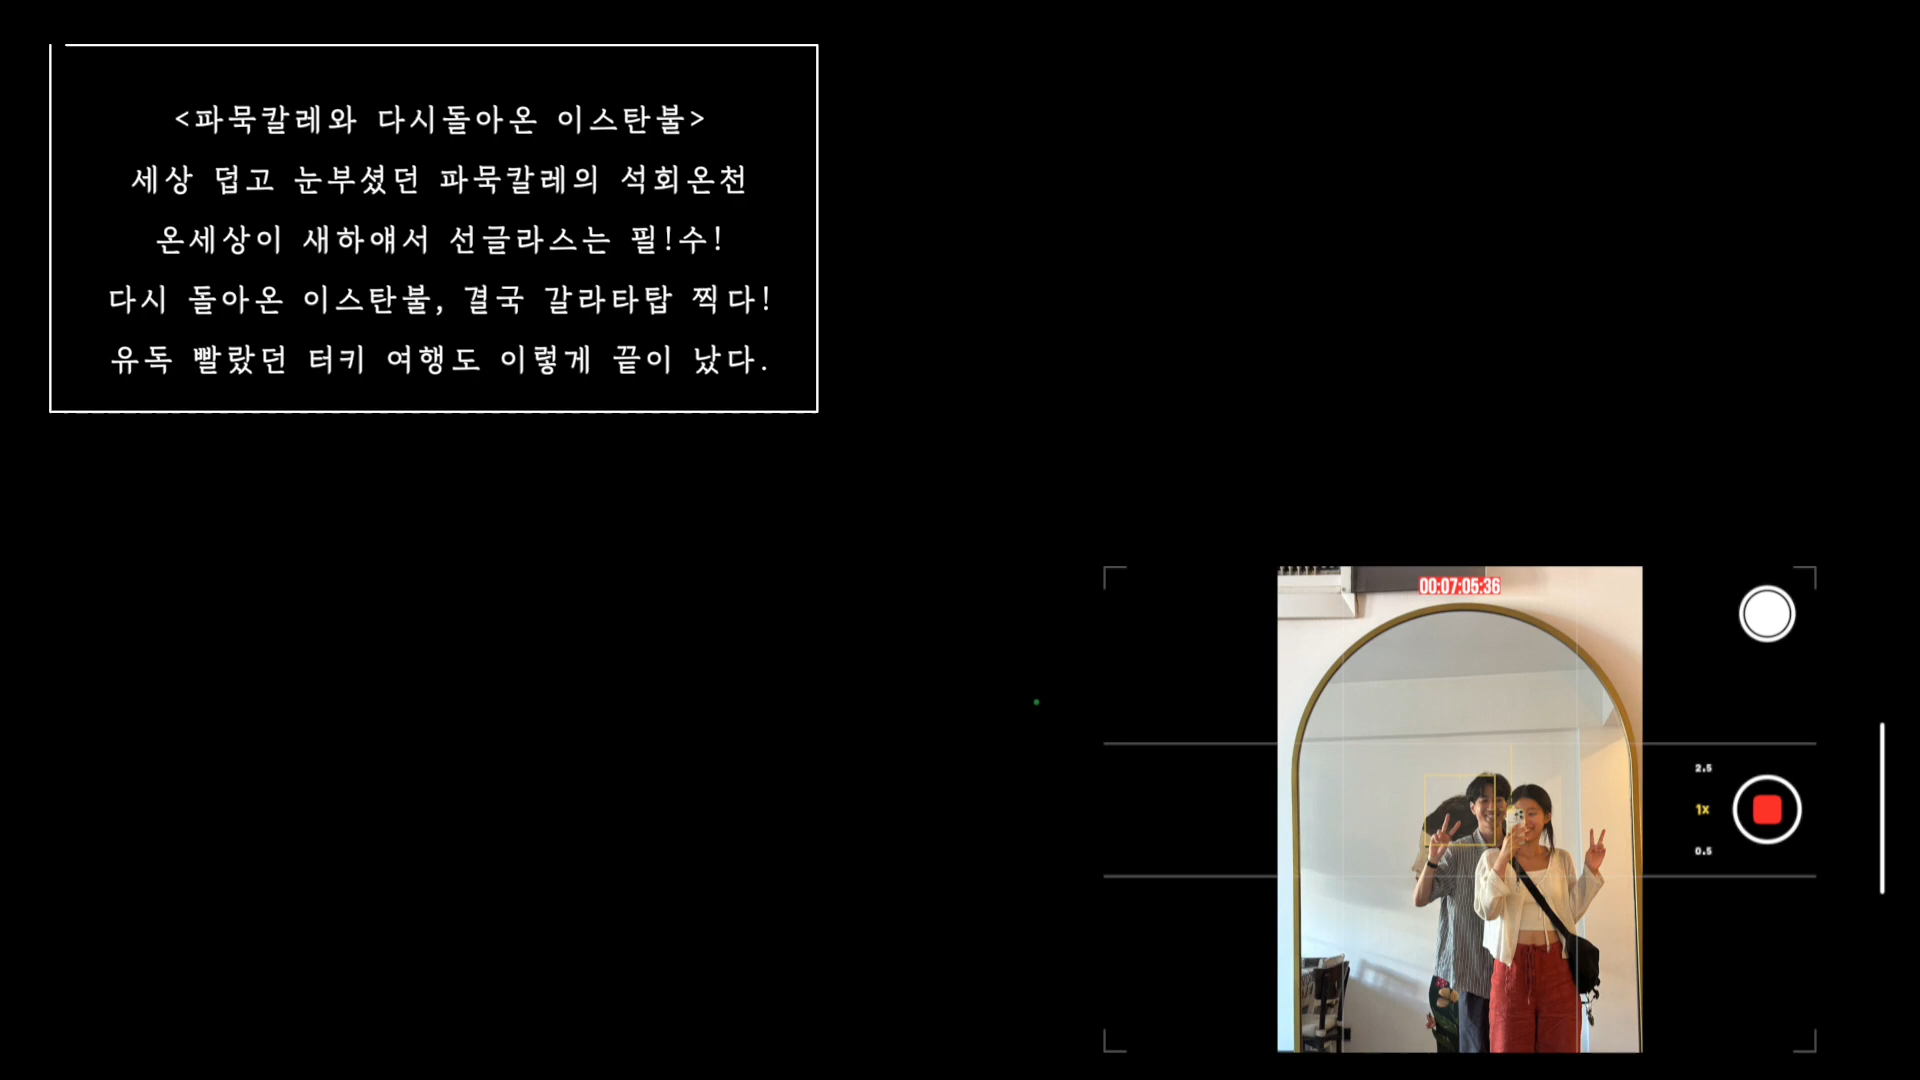 <파묵칼레와 다시돌아온 이스탄불>
세상 덥고 눈부셨던 파묵칼레의 석회온천
온세상이 새하얘서 선글라스는 필!수!
다시 돌아온 이스탄불, 결국 갈라타탑 찍다!
유독 빨랐던 터키 여행도 이렇게 끝이 났다.
00:07:05:36
2.5
1x
0.5